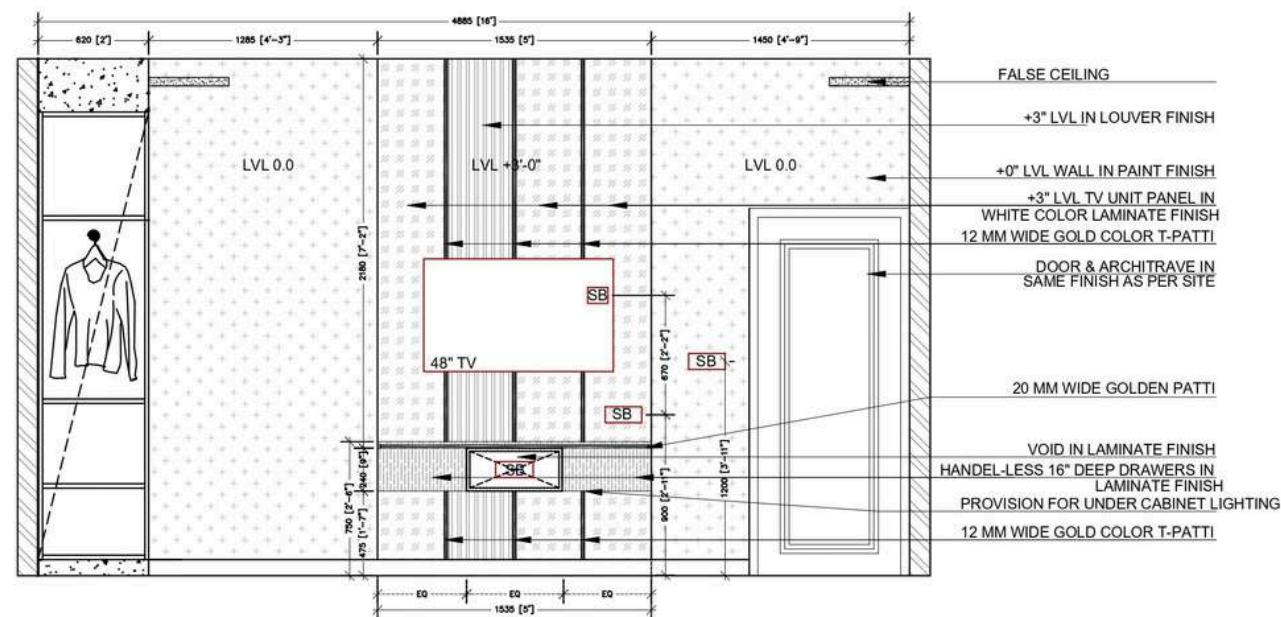 4885 [16"]
620 [2"]
1285 [4'-3"]
1535 [5"]
1450 [4'-9"]
FALSE CEILING
+3" LVL IN LOUVER FINISH
LVL 0.0
LVL +3'-0"
LVL 0.0
+0" LVL WALL IN PAINT FINISH
+3" LVL TV UNIT PANEL IN
WHITE COLOR LAMINATE FINISH
12 MM WIDE GOLD COLOR T-PATTI
2180 [7'-2"]
DOOR & ARCHITRAVE IN
SAME FINISH AS PER SITE
SB
48" TV
670 [2'-2"]
SB
20 MM WIDE GOLDEN PATTI
SB
VOID IN LAMINATE FINISH
SB
HANDEL-LESS 16" DEEP DRAWERS IN
LAMINATE FINISH
PROVISION FOR UNDER CABINET LIGHTING
240 [9"]
750 [2'-6"]
475 [1'-7"]
900 [2'-11"]
1200 [3'-11"]
12 MM WIDE GOLD COLOR T-PATTI
EQ
EQ
EQ
1535 [5"]